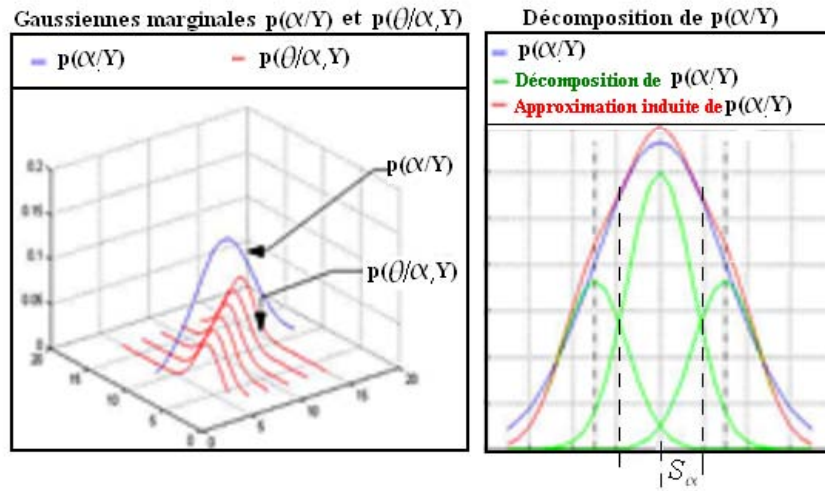 Gaussiennes marginales p(α/Y) et p(θ/α,Y)
p(α/Y)
p(θ/α,Y)
0.2
0.15
0.1
0.05
0
20
15
10
5
0
0
5
10
15
20
p(α/Y)
p(θ/α,Y)
Décomposition de p(α/Y)
p(α/Y)
Décomposition de p(α/Y)
Approximation induite de p(α/Y)
Sα